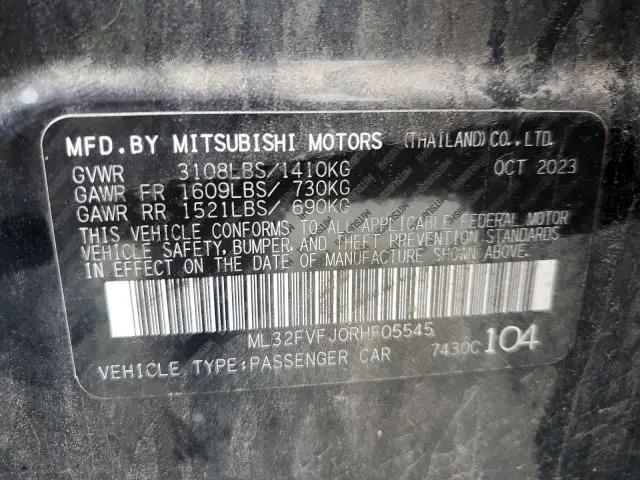 MFD.BY MITSUBISHI MOTORS (THAILAND)CO.,LTD.
GVWR 3108LBS/1410KG OCT 2023
GAWR FR 1609LBS/ 730KG
GAWR RR 1521LBS/ 690KG
THIS VEHICLE CONFORMS TO ALL APPLICABLE FEDERAL MOTOR
VEHICLE SAFETY, BUMPER, AND THEFT PREVENTION STANDARDS
IN EFFECT ON THE DATE OF MANUFACTURE SHOWN ABOVE.
ML32FVFJ0RHF05545
VEHICLE TYPE:PASSENGER CAR 7430C 104